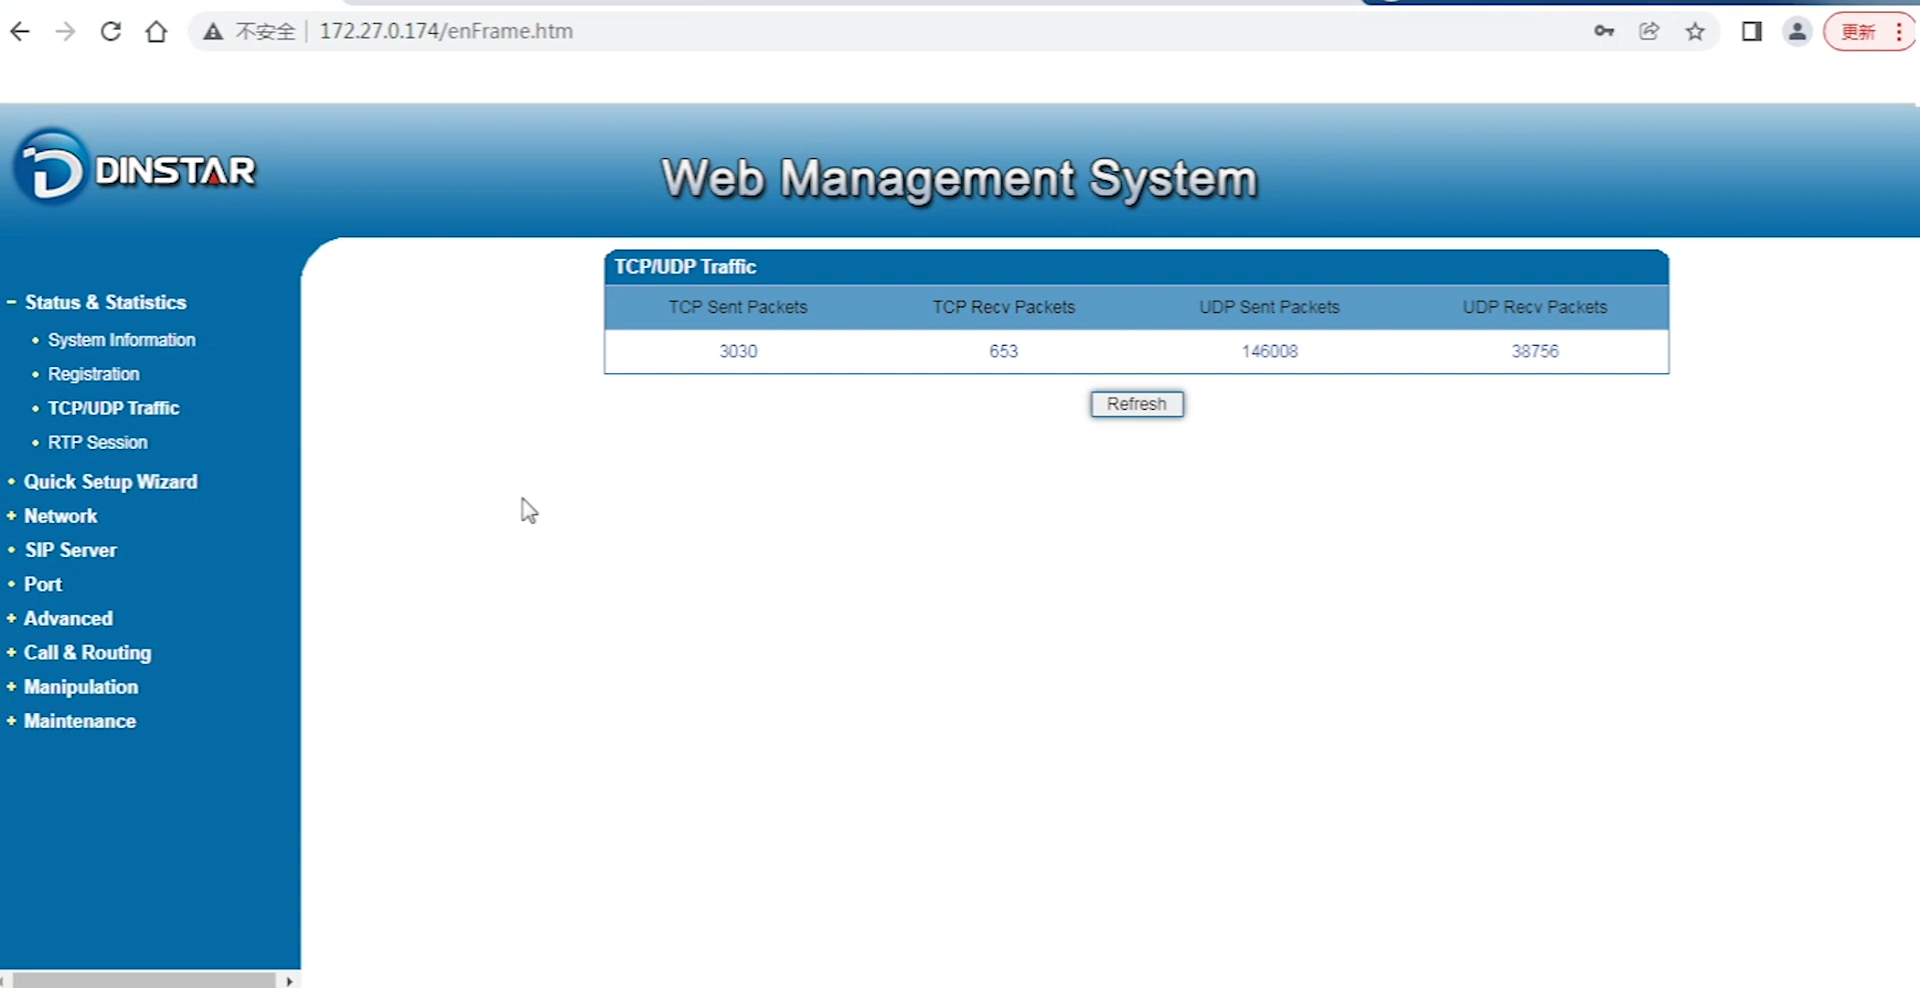 不安全 172.27.0.174/enFrame.htm 更新
DINSTAR
Web Management System
Status & Statistics
System Information
Registration
TCP/UDP Traffic
RTP Session
Quick Setup Wizard
Network
SIP Server
Port
Advanced
Call & Routing
Manipulation
Maintenance
TCP/UDP Traffic
TCP Sent Packets TCP Recv Packets UDP Sent Packets UDP Recv Packets
3030 653 146008 38756
Refresh